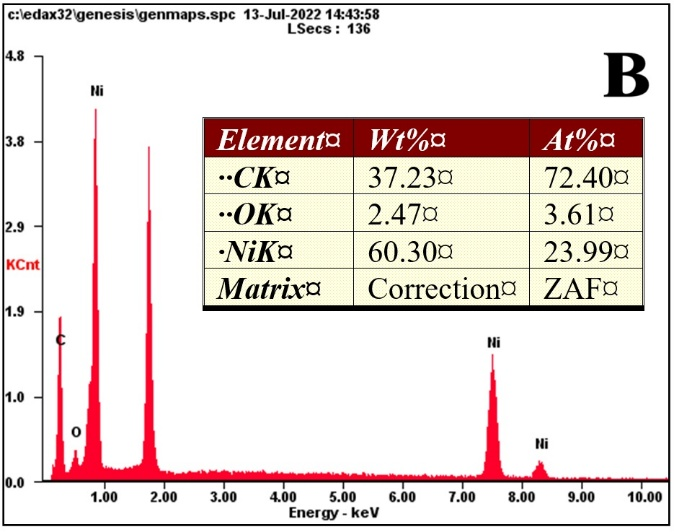 c:\edax32\genesis\genmaps.spc 13-Jul-2022 14:43:58
LSecs : 136
4.8
B
Ni
Element¤ Wt%¤ At%¤
··CK¤ 37.23¤ 72.40¤
··OK¤ 2.47¤ 3.61¤
·NiK¤ 60.30¤ 23.99¤
Matrix¤ Correction¤ ZAF¤
3.8
2.9
KCnt
1.9
C
Ni
1.0
O
Ni
0.0
1.00 2.00 3.00 4.00 5.00 6.00 7.00 8.00 9.00 10.00
Energy - keV